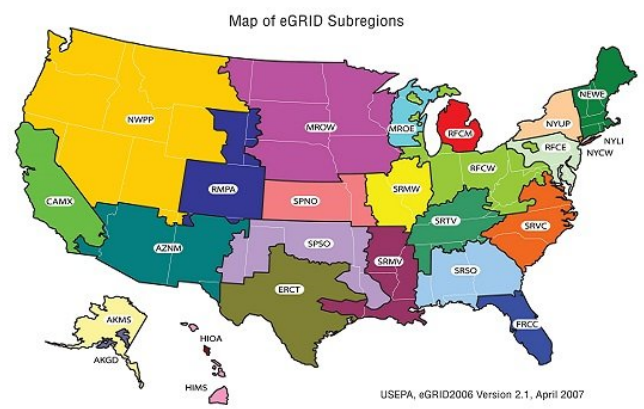 Map of eGRID Subregions
NWPP
MROW
MROE
RFCM
NEWE
NYUP
NYLI
NYCW
RFCE
RFCW
RMPA
CAMX
SPNO
SRMW
SRTV
SRVC
AZNM
SPSO
SRMV
SRSO
ERCT
FRCC
AKMS
AKGD
HIOA
HIMS
USEPA, eGRID2006 Version 2.1, April 2007